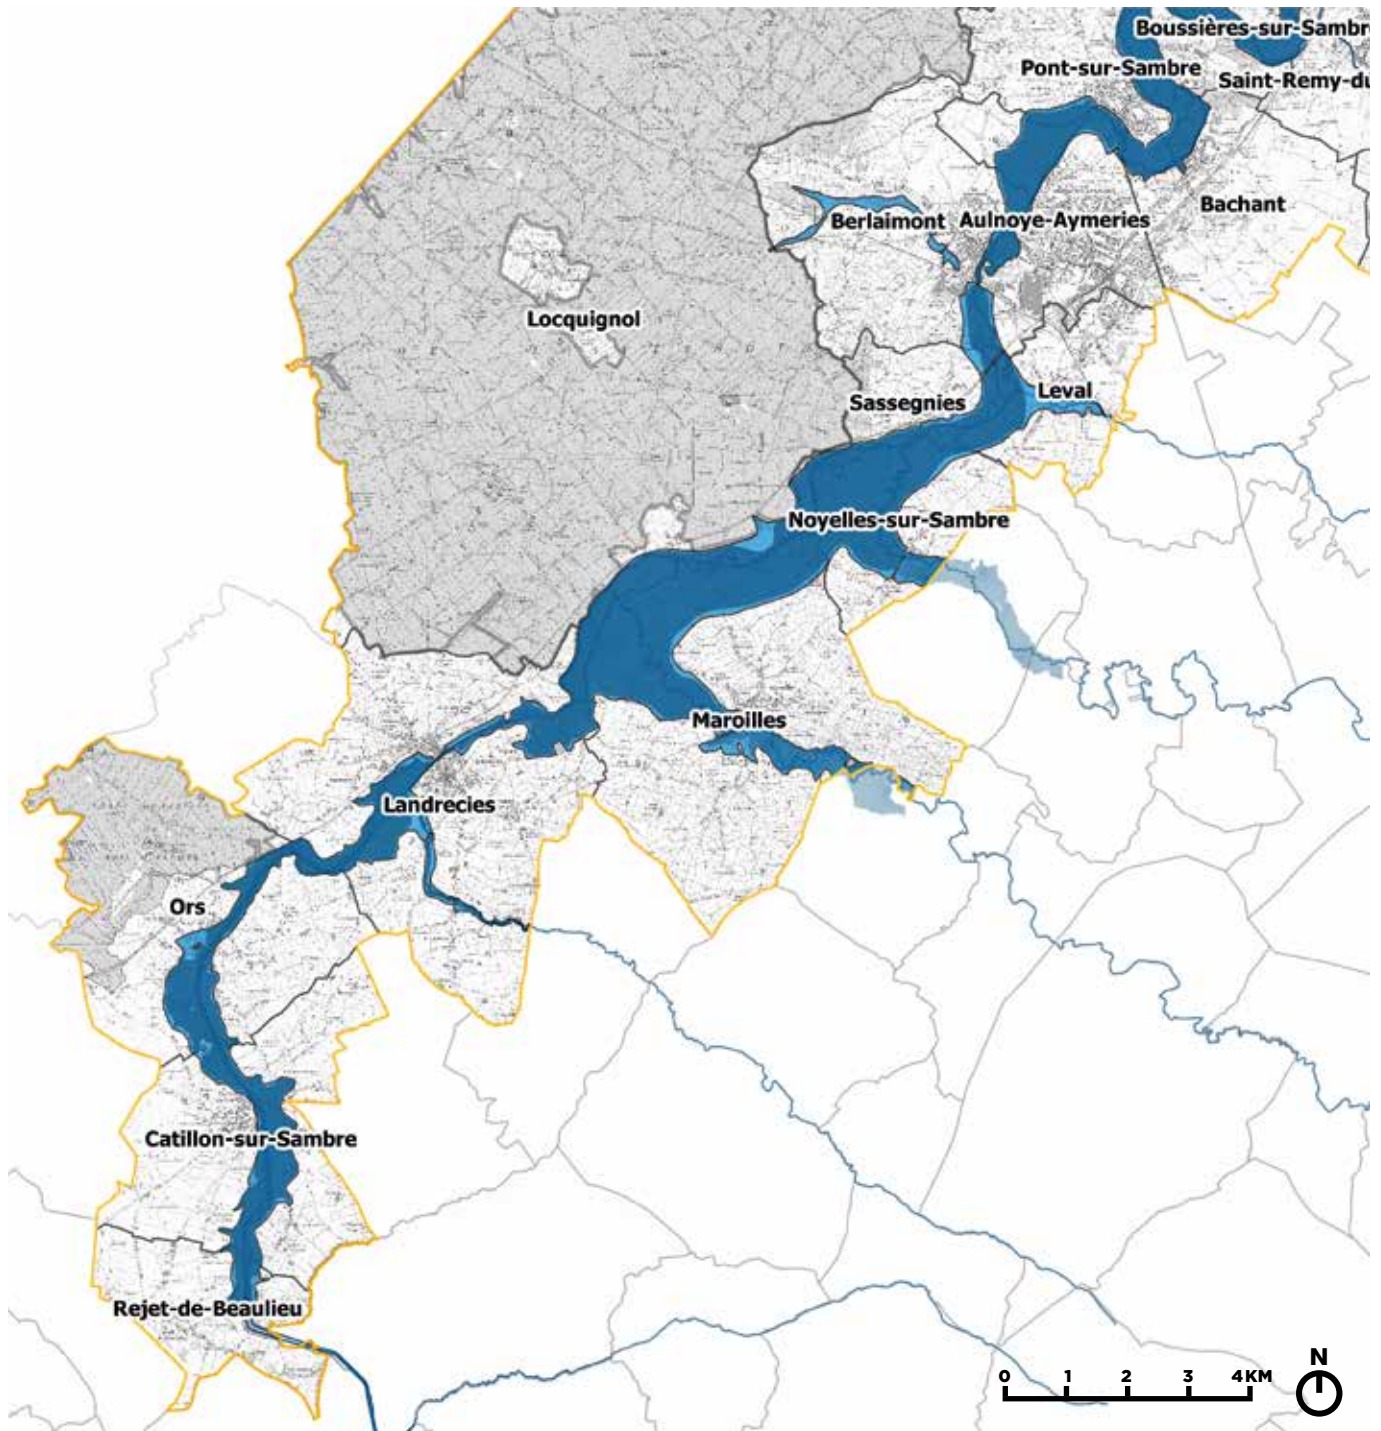 Boussières-sur-Sambr
Pont-sur-Sambre
Saint-Remy-du
Bachant
Berlaimont
Aulnoye-Aymeries
Locquignol
Leval
Sassegnies
Noyelles-sur-Sambre
Maroilles
Landrecies
Ors
Catillon-sur-Sambre
Rejet-de-Beaulieu
0 1 2 3 4KM
N